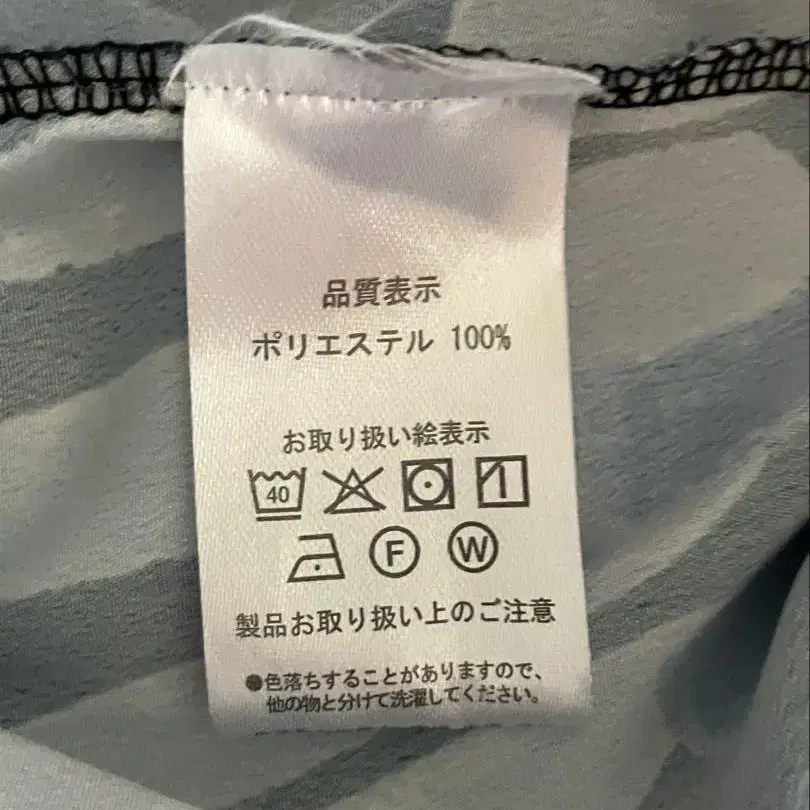 品質表示
ポリエステル 100%
お取り扱い絵表示
40
F W
製品お取り扱い上のご注意
●色落ちすることがありますので、
他の物と分けて洗濯してください。